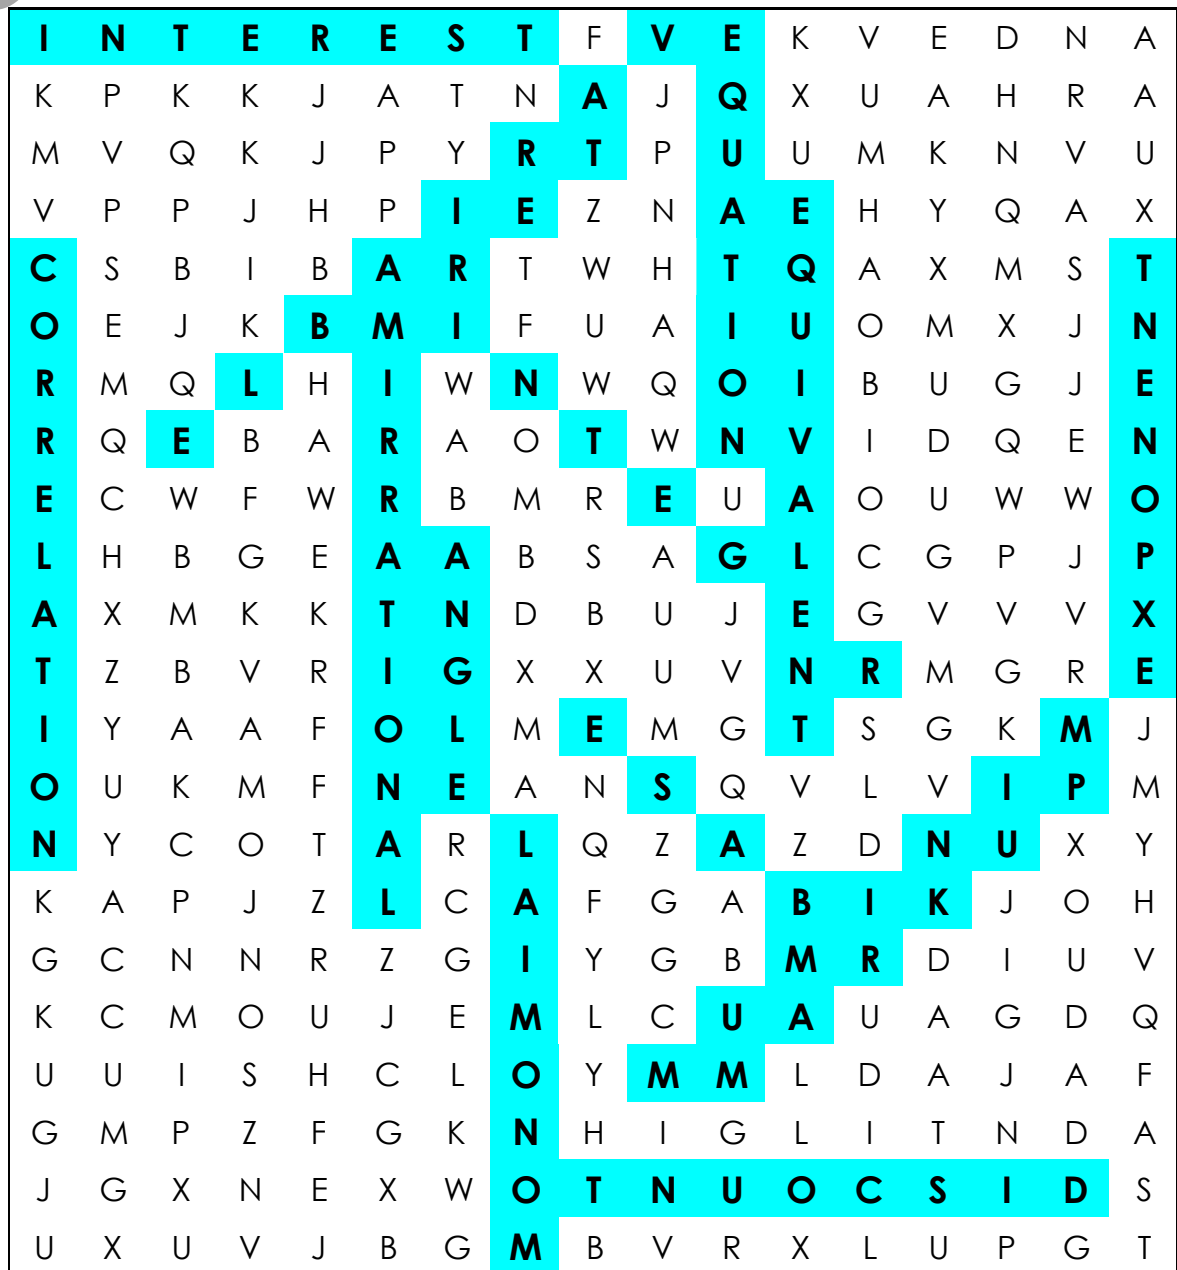 I N T E R E S T F V E K V E D N A
K P K K J A T N A J Q X U A H R A
M V Q K J P Y R T P U U M K N V U
V P P J H P I E Z N A E H Y Q A X
C S B I B A R T W H T Q A X M S T
O E J K B M I F U A I U O M X J N
R M Q L H I W N W Q O I B U G J E
R Q E B A R A O T W N V I D Q E N
E C W F W R B M R E U A O U W W O
L H B G E A A B S A G L C G P J P
A X M K K T N D B U J E G V V V X
T Z B V R I G X X U V N R M G R E
I Y A A F O L M E M G T S G K M J
O U K M F N E A N S Q V L V I P M
N Y C O T A R L Q Z A Z D N U X Y
K A P J Z L C A F G A B I K J O H
G C N N R Z G I Y G B M R D I U V
K C M O U J E M L C U A U A G D Q
U U I S H C L O Y M M L D A J A F
G M P Z F G K N H I G L I T N D A
J G X N E X W O T N U O C S I D S
U X U V J B G M B V R X L U P G T